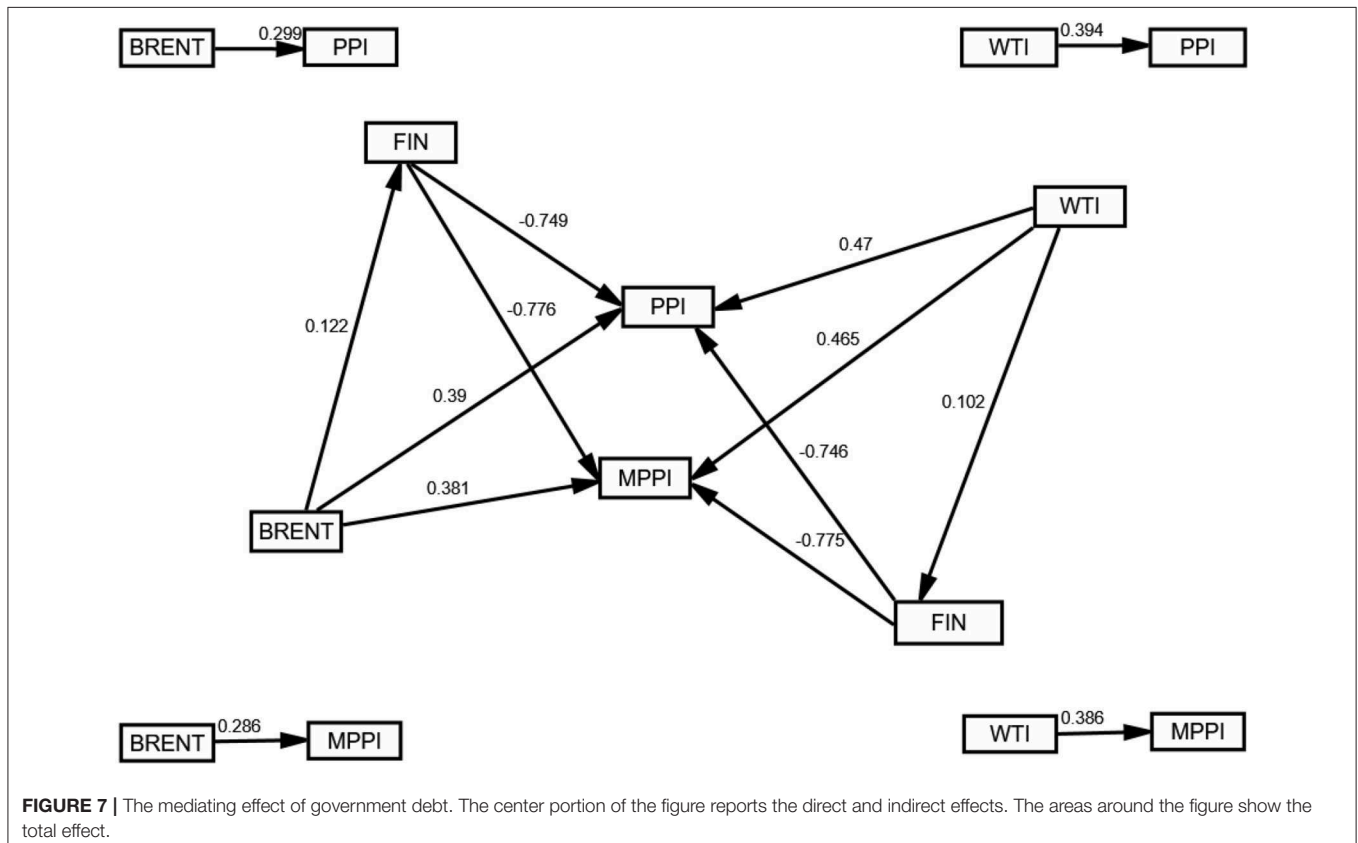 BRENT 0.299 PPI
WTI 0.394 PPI
FIN
WTI
-0.749
0.47
PPI
-0.776
0.122
0.465
0.39
0.102
-0.746
MPPI
0.381
BRENT
-0.775
FIN
BRENT 0.286 MPPI
WTI 0.386 MPPI
FIGURE 7 | The mediating effect of government debt. The center portion of the figure reports the direct and indirect effects. The areas around the figure show the
total effect.